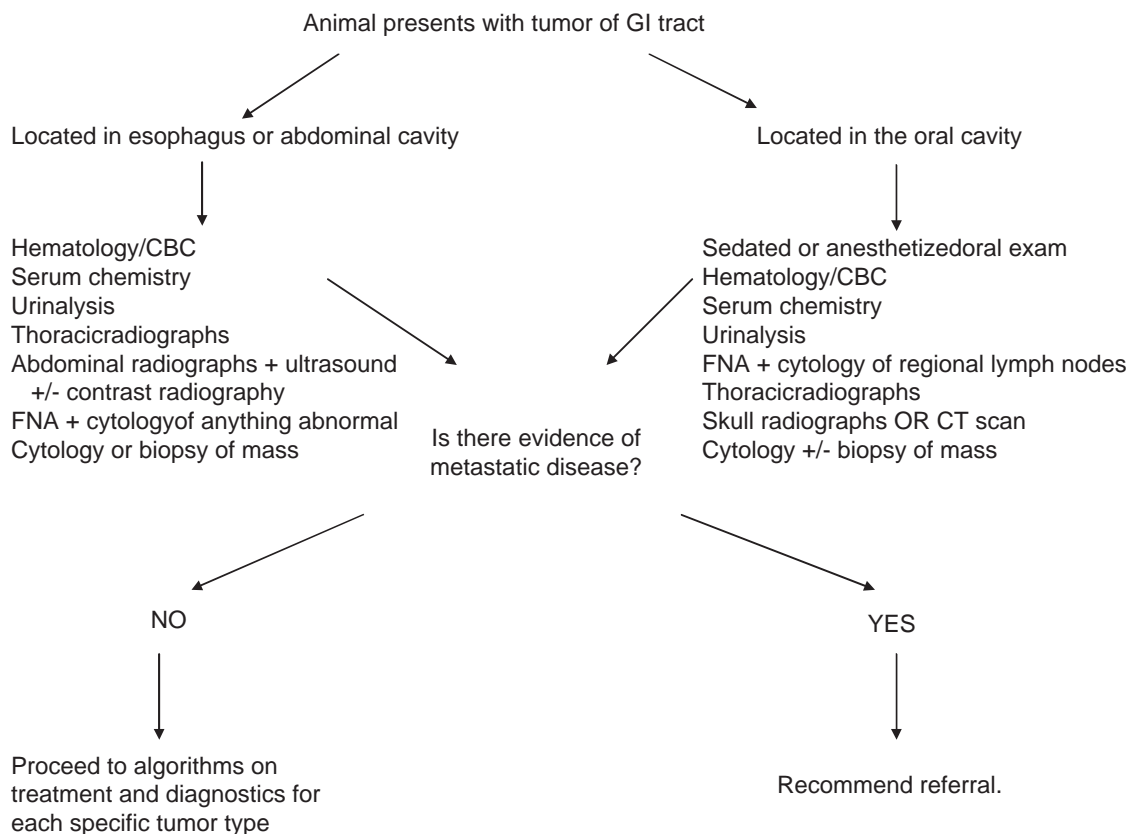 Animal presents with tumor of GI tract
Located in esophagus or abdominal cavity
Located in the oral cavity
Hematology/CBC
Serum chemistry
Urinalysis
Thoracicradiographs
Abdominal radiographs + ultrasound
+/- contrast radiography
FNA + cytologyof anything abnormal
Cytology or biopsy of mass
Sedated or anesthetizedoral exam
Hematology/CBC
Serum chemistry
Urinalysis
FNA + cytology of regional lymph nodes
Thoracicradiographs
Skull radiographs OR CT scan
Cytology +/- biopsy of mass
Is there evidence of
metastatic disease?
NO
YES
Proceed to algorithms on
treatment and diagnostics for
each specific tumor type
Recommend referral.